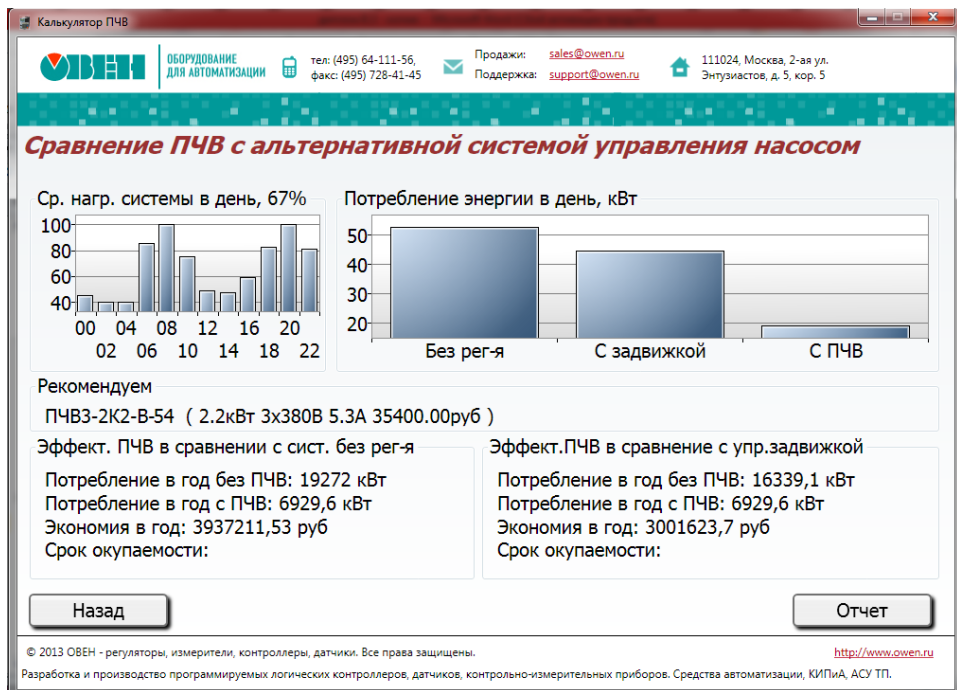 Калькулятор ПЧВ
ОВЕН
ОБОРУДОВАНИЕ
ДЛЯ АВТОМАТИЗАЦИИ
тел: (495) 64-111-56,
факс: (495) 728-41-45
Продажи: sales@owen.ru
Поддержка: support@owen.ru
111024, Москва, 2-ая ул.
Энтузиастов, д. 5, кор. 5
Сравнение ПЧВ с альтернативной системой управления насосом
Ср. нагр. системы в день, 67%
100
80
60
40
00 04 08 12 16 20
02 06 10 14 18 22
Потребление энергии в день, кВт
50
40
30
20
Без рег-я С задвижкой С ПЧВ
Рекомендуем
ПЧВ3-2К2-В-54 ( 2.2кВт 3х380В 5.3А 35400.00руб )
Эффект. ПЧВ в сравнении с сист. без рег-я
Потребление в год без ПЧВ: 19272 кВт
Потребление в год с ПЧВ: 6929,6 кВт
Экономия в год: 3937211,53 руб
Срок окупаемости:
Эффект.ПЧВ в сравнение с упр.задвижкой
Потребление в год без ПЧВ: 16339,1 кВт
Потребление в год с ПЧВ: 6929,6 кВт
Экономия в год: 3001623,7 руб
Срок окупаемости:
Назад
Отчет
© 2013 ОВЕН - регуляторы, измерители, контроллеры, датчики. Все права защищены.
http://www.owen.ru
Разработка и производство программируемых логических контроллеров, датчиков, контрольно-измерительных приборов. Средства автоматизации, КИПиА, АСУ ТП.